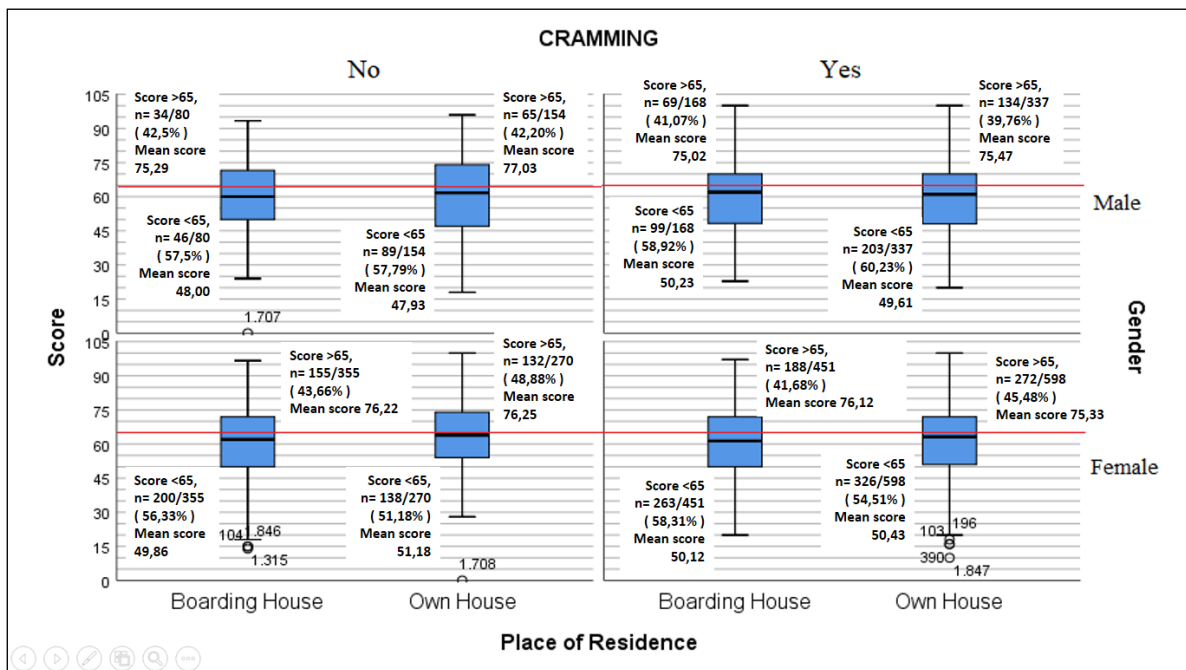 CRAMMING
No
Yes
Score >65,
n= 34/80
( 42,5% )
Mean score
75,29
Score >65,
n= 65/154
( 42,20% )
Mean score
77,03
Score >65,
n= 69/168
( 41,07% )
Mean score
75,02
Score >65,
n= 134/337
( 39,76% )
Mean score
75,47
105
90
75
60
45
30
15
0
Score <65,
n= 46/80
( 57,5% )
Mean score
48,00
Score <65
n= 89/154
( 57,79% )
Mean score
47,93
Score <65
n= 99/168
( 58,92% )
Mean score
50,23
Score <65
n= 203/337
( 60,23% )
Mean score
49,61
Male
1.707
Score
Gender
105
90
75
60
45
30
15
0
Score >65,
n= 155/355
( 43,66% )
Mean score 76,22
Score >65,
n= 132/270
( 48,88% )
Mean score
76,25
Score >65,
n= 188/451
( 41,68% )
Mean score 76,12
Score >65,
n= 272/598
( 45,48% )
Mean score 75,33
Score <65
n= 200/355
( 56,33% )
Mean score
49,86
Score <65
n= 138/270
( 51,18% )
Mean score
51,18
Score <65
n= 263/451
( 58,31% )
Mean score
50,12
Score <65
n= 326/598
( 54,51% )
Mean score
50,43
Female
104
1.846
1.315
1.708
103
196
390
1.847
Boarding House
Own House
Boarding House
Own House
Place of Residence